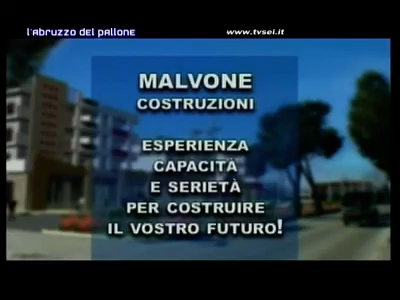 l'Abruzzo del pallone
www.tvsei.it
MALVONE
COSTRUZIONI
ESPERIENZA
CAPACITÀ
E SERIETÀ
PER COSTRUIRE
IL VOSTRO FUTURO!